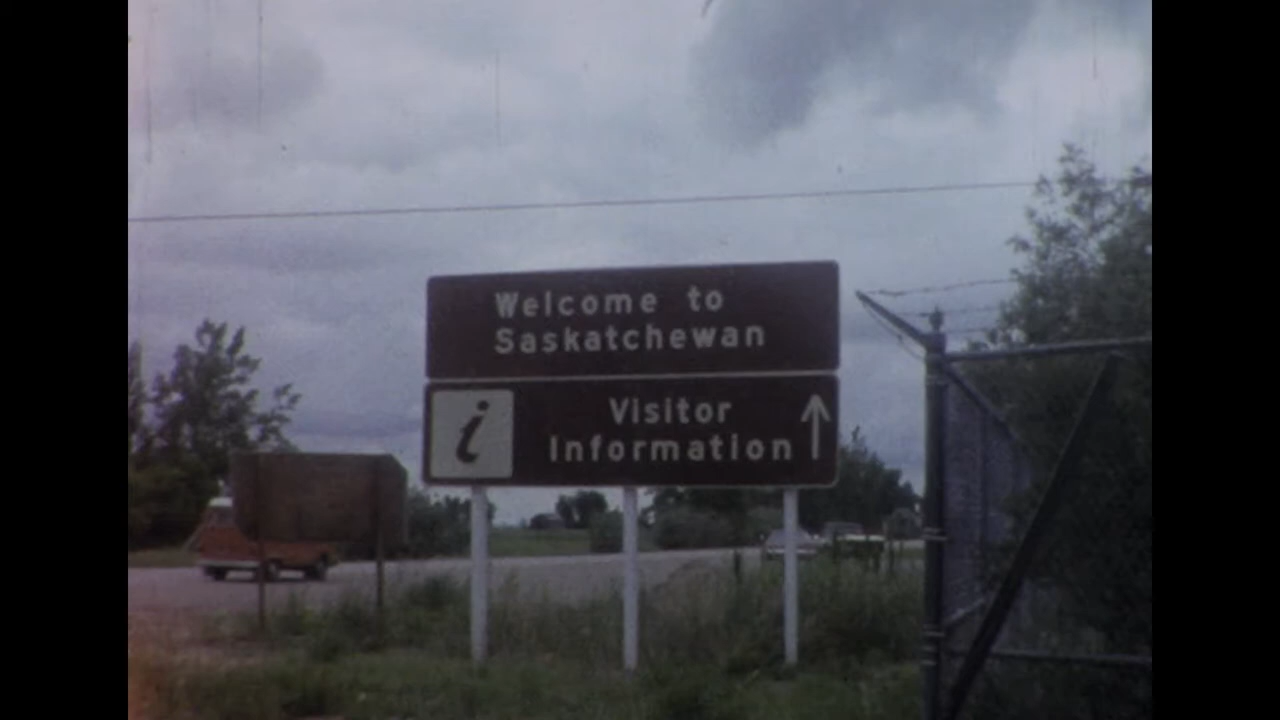 Welcome to
Saskatchewan
i
Visitor
Information